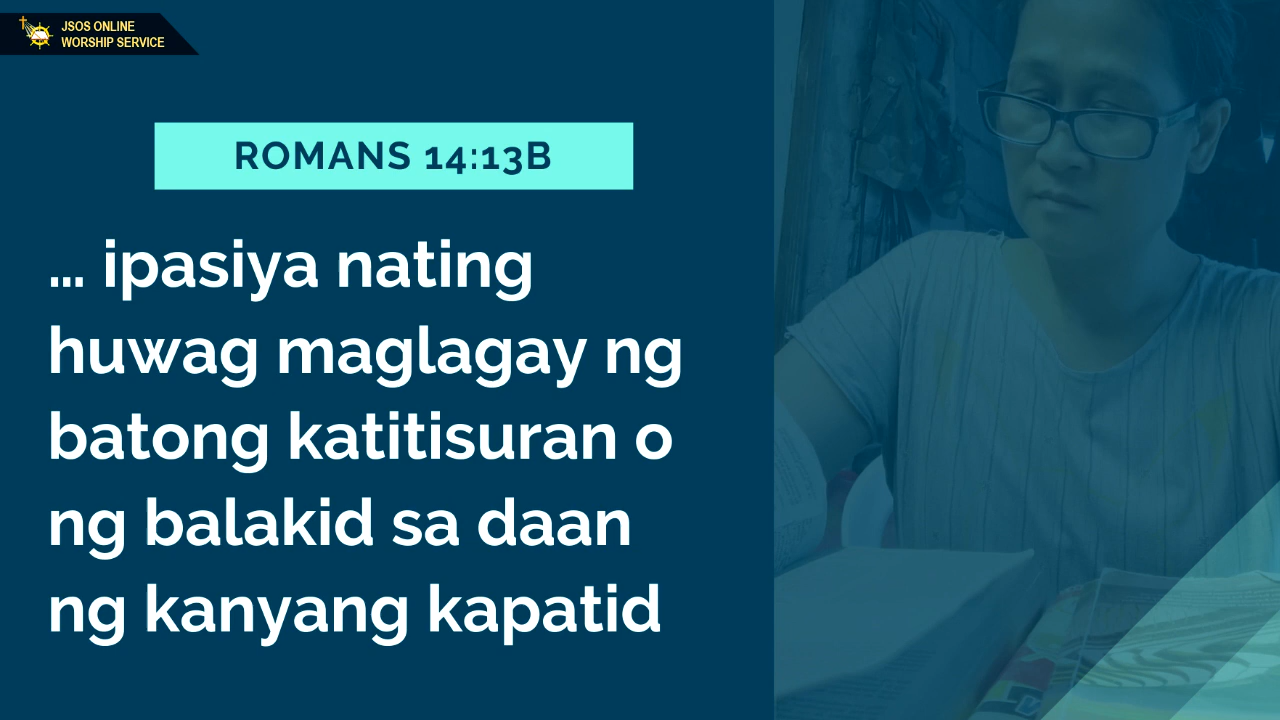 JSOS ONLINE
WORSHIP SERVICE
ROMANS 14:13B
... ipasiya nating
huwag maglagay ng
batong katitisuran o
ng balakid sa daan
ng kanyang kapatid